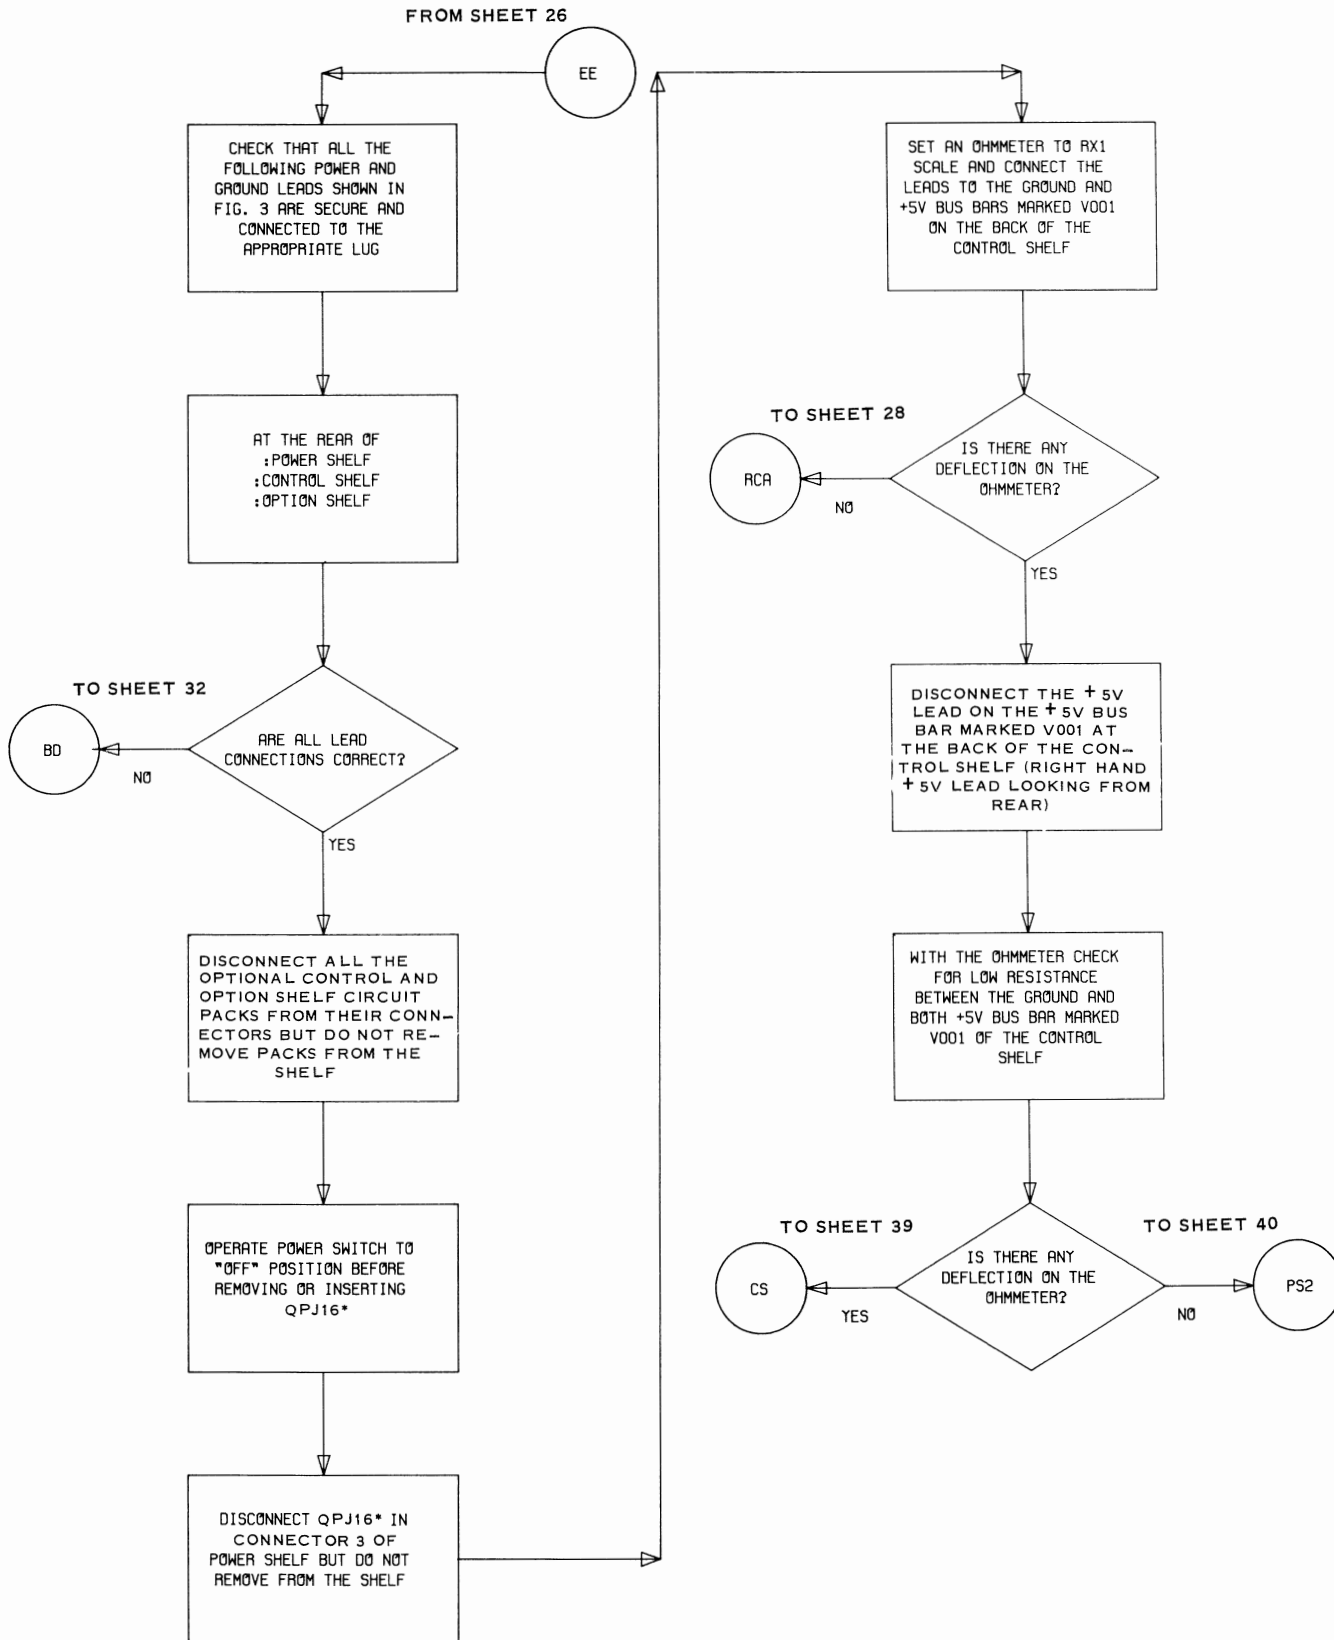 FROM SHEET 26
EE
CHECK THAT ALL THE
FOLLOWING POWER AND
GROUND LEADS SHOWN IN
FIG. 3 ARE SECURE AND
CONNECTED TO THE
APPROPRIATE LUG
AT THE REAR OF
:POWER SHELF
:CONTROL SHELF
:OPTION SHELF
TO SHEET 32
BD
NO
ARE ALL LEAD
CONNECTIONS CORRECT?
YES
DISCONNECT ALL THE
OPTIONAL CONTROL AND
OPTION SHELF CIRCUIT
PACKS FROM THEIR CONN-
ECTORS BUT DO NOT RE-
MOVE PACKS FROM THE
SHELF
OPERATE POWER SWITCH TO
"OFF" POSITION BEFORE
REMOVING OR INSERTING
QPJ16*
DISCONNECT QPJ16* IN
CONNECTOR 3 OF
POWER SHELF BUT DO NOT
REMOVE FROM THE SHELF
SET AN OHMMETER TO RX1
SCALE AND CONNECT THE
LEADS TO THE GROUND AND
+5V BUS BARS MARKED V001
ON THE BACK OF THE
CONTROL SHELF
TO SHEET 28
RCA
NO
IS THERE ANY
DEFLECTION ON THE
OHMMETER?
YES
DISCONNECT THE + 5V
LEAD ON THE + 5V BUS
BAR MARKED V001 AT
THE BACK OF THE CON-
TROL SHELF (RIGHT HAND
+ 5V LEAD LOOKING FROM
REAR)
WITH THE OHMMETER CHECK
FOR LOW RESISTANCE
BETWEEN THE GROUND AND
BOTH +5V BUS BAR MARKED
V001 OF THE CONTROL
SHELF
TO SHEET 39
CS
YES
IS THERE ANY
DEFLECTION ON THE
OHMMETER?
TO SHEET 40
NO
PS2